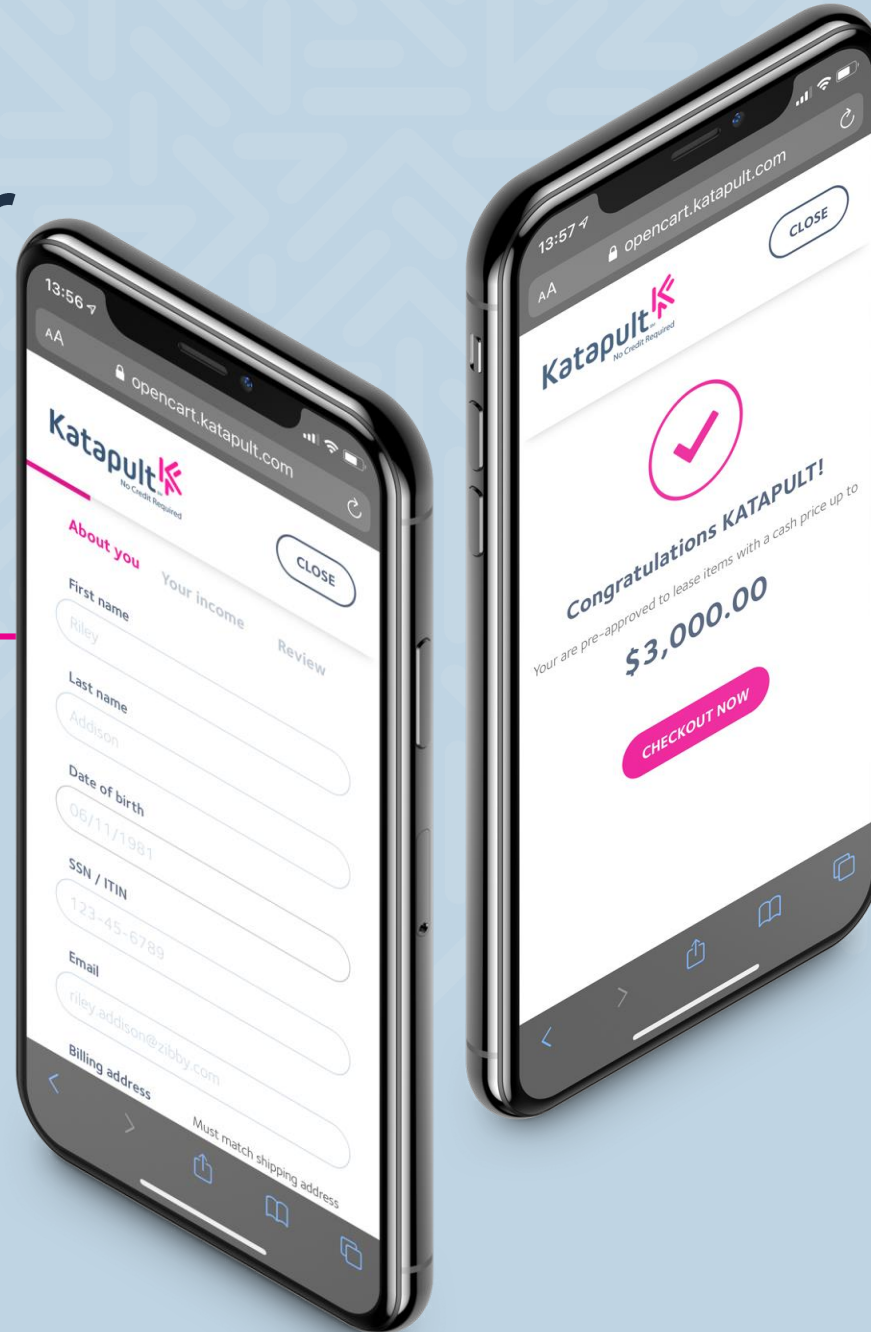 13:56
AA
opencart.katapult.com
Katapult
No Credit Required
CLOSE
About you
Your income
Review
First name
Riley
Last name
Addison
Date of birth
06/11/1981
SSN / ITIN
123-45-6789
Email
riley.addison@zibby.com
Billing address
Must match shipping address
13:57
AA
opencart.katapult.com
CLOSE
Katapult
No Credit Required
Congratulations KATAPULT!
Your are pre-approved to lease items with a cash price up to
$3,000.00
CHECKOUT NOW